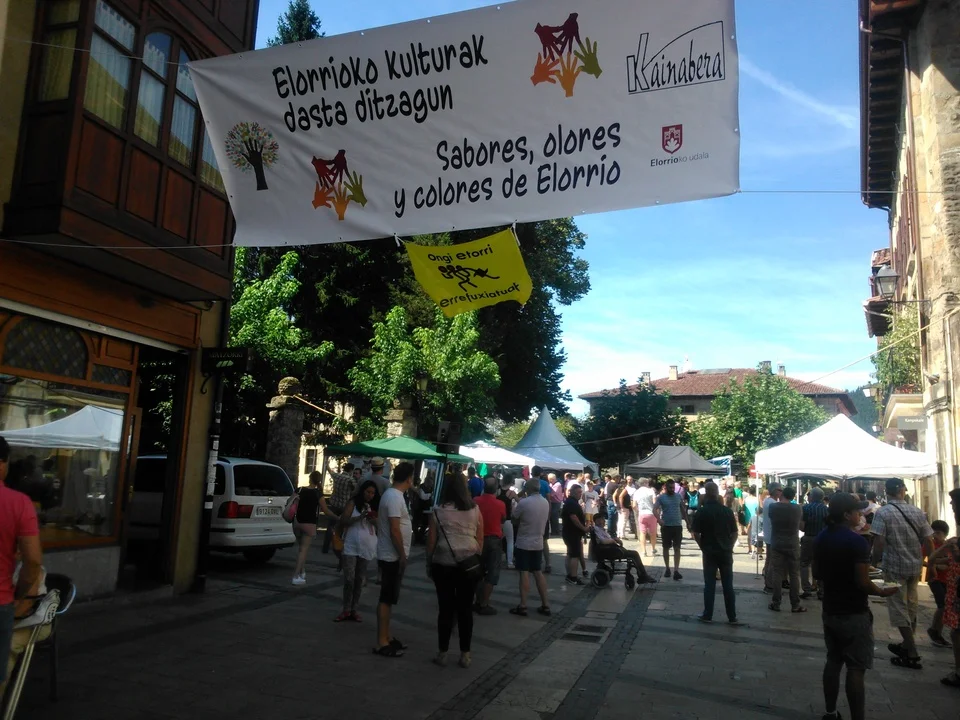 Elorrioko kulturak
dasta ditzagun
Kainabera
Sabores, olores
y colores de Elorrio
Elorrioko udala
Ongi etorri
errefuxiatuak